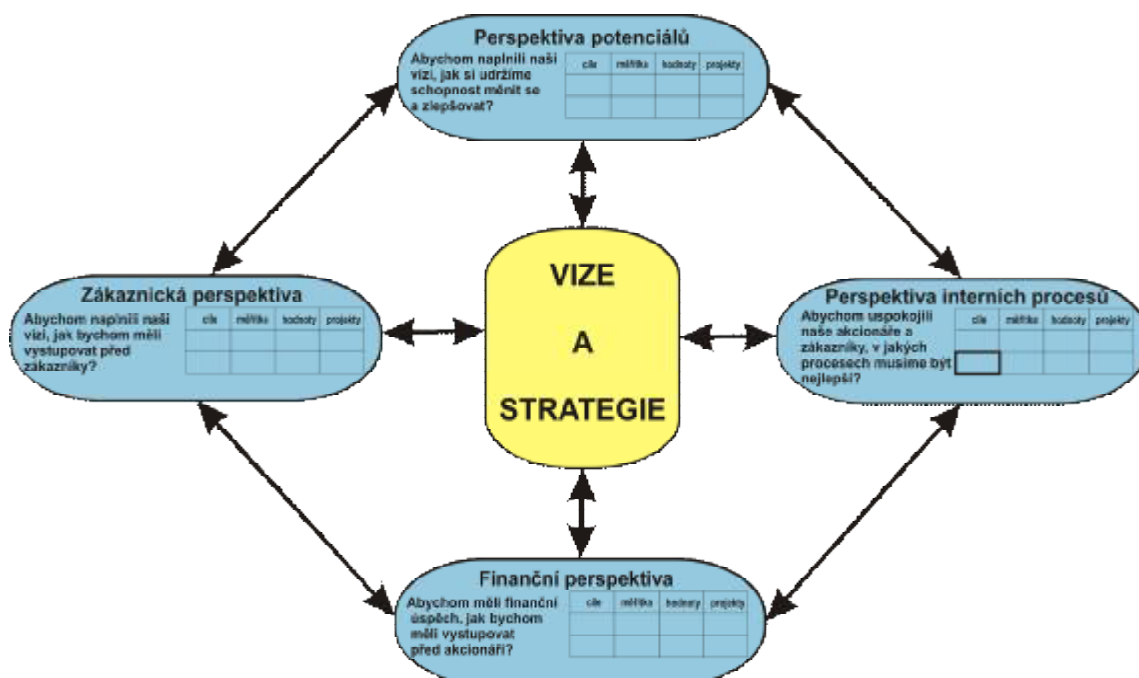 Perspektiva potenciálů
Abychom naplnili naši
vizi, jak si udržíme
schopnost měnit se
a zlepšovat?
cíle měřítka hodnoty projekty
Zákaznická perspektiva
Abychom naplnili naši
vizi, jak bychom měli
vystupovat před
zákazníky?
cíle měřítka hodnoty projekty
VIZE
A
STRATEGIE
Perspektiva interních procesů
Abychom uspokojili
naše akcionáře a
zákazníky, v jakých
procesech musíme být
nejlepší?
cíle měřítka hodnoty projekty
Finanční perspektiva
Abychom měli finanční
úspěch, jak bychom
měli vystupovat
před akcionáři?
cíle měřítka hodnoty projekty